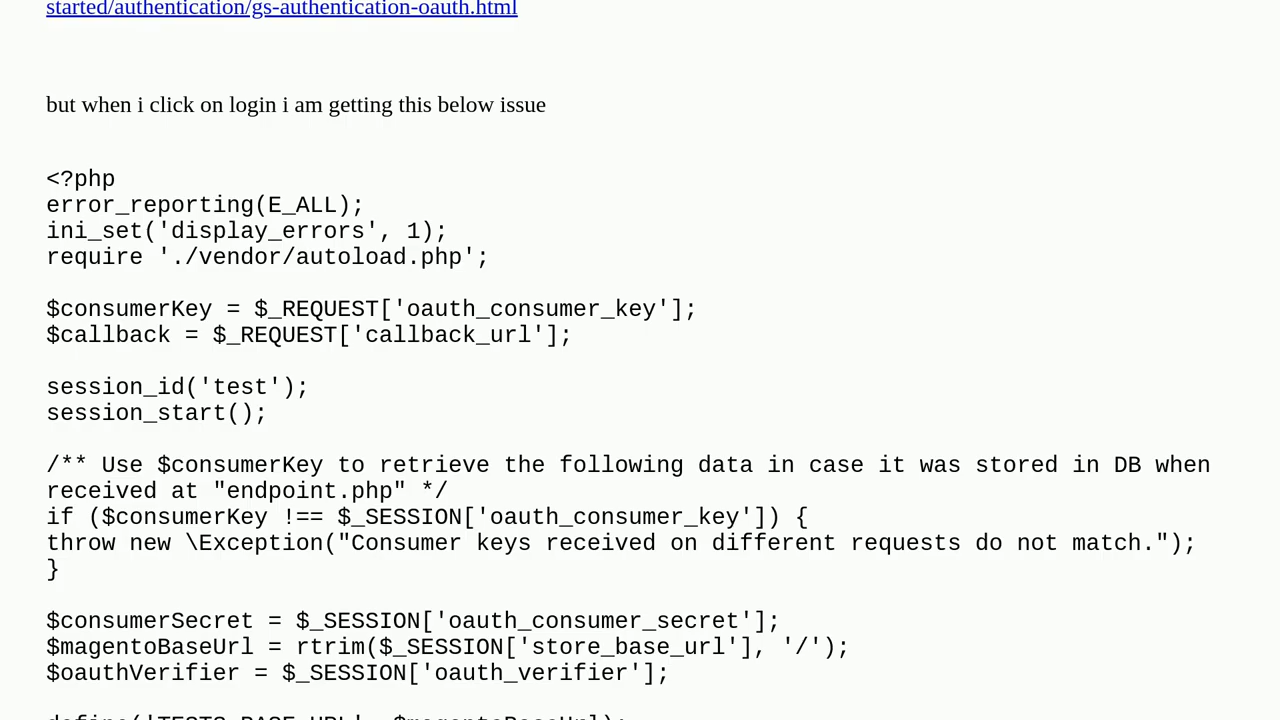 started/authentication/gs-authentication-oauth.html
but when i click on login i am getting this below issue
<?php
error_reporting(E_ALL);
ini_set('display_errors', 1);
require './vendor/autoload.php';
$consumerKey = $_REQUEST['oauth_consumer_key'];
$callback = $_REQUEST['callback_url'];
session_id('test');
session_start();
/** Use $consumerKey to retrieve the following data in case it was stored in DB when
received at "endpoint.php" */
if ($consumerKey !== $_SESSION['oauth_consumer_key']) {
throw new \Exception("Consumer keys received on different requests do not match.");
}
$consumerSecret = $_SESSION['oauth_consumer_secret'];
$magentoBaseUrl = rtrim($_SESSION['store_base_url'], '/');
$oauthVerifier = $_SESSION['oauth_verifier'];
define('TESTS_BASE_URL', $magentoBaseUrl);